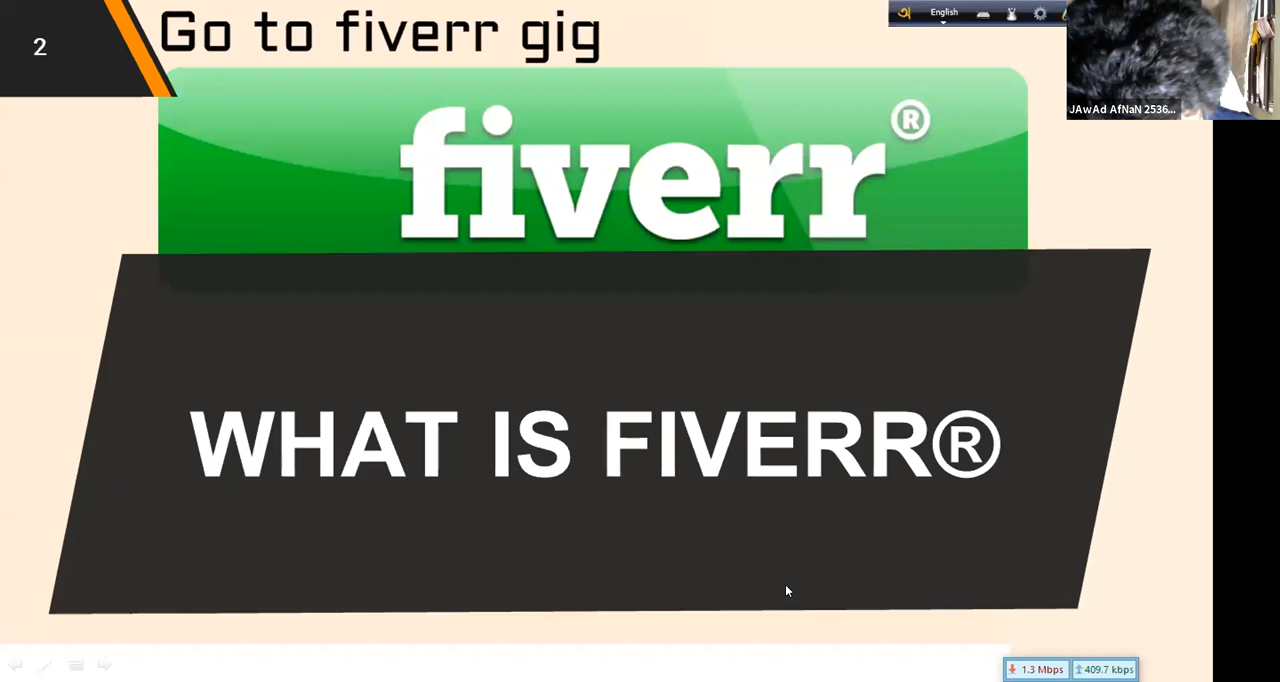 2
Go to fiverr gig
অ English
JAwAd AfNaN 2536...
fiverr®
WHAT IS FIVERR®
1.3 Mbps 409.7 kbps